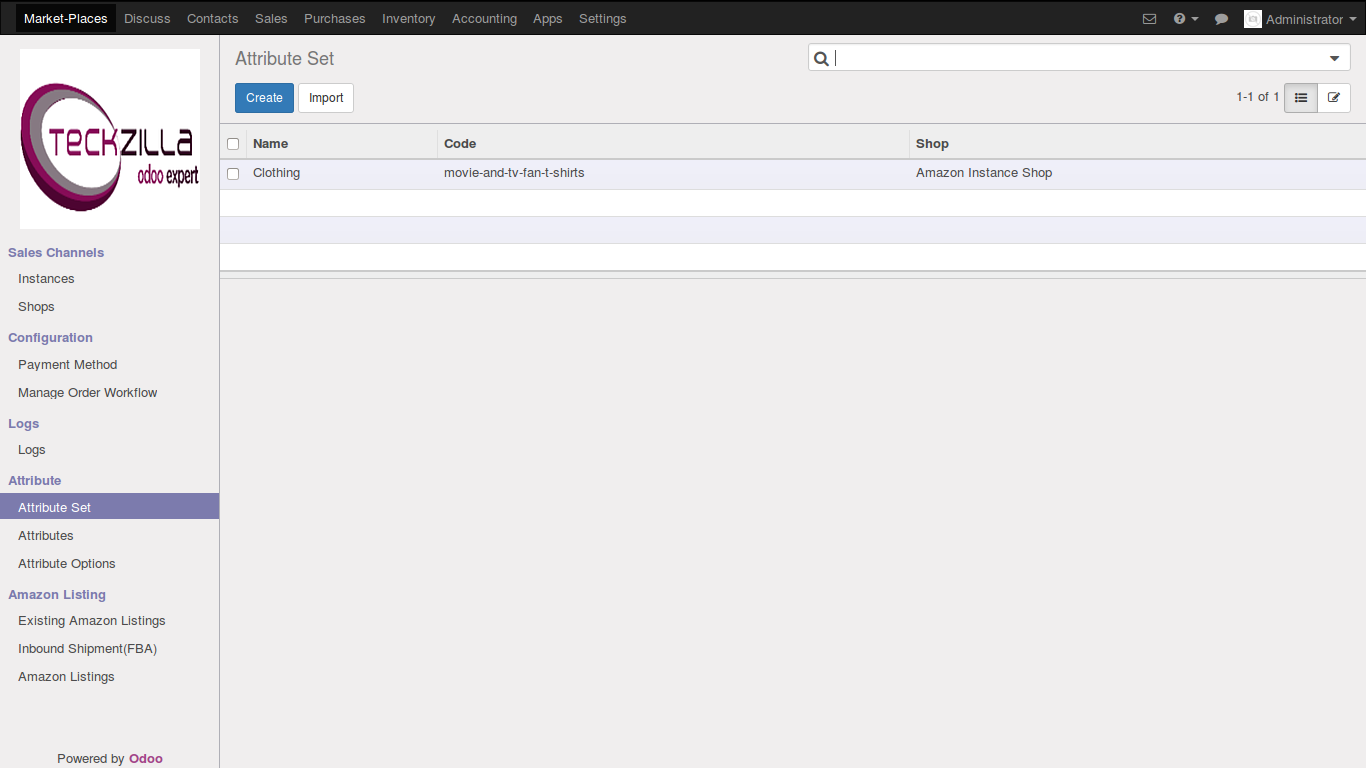 Market-Places Discuss Contacts Sales Purchases Inventory Accounting Apps Settings Administrator
TECKZILLA
odoo expert
Sales Channels
Instances
Shops
Configuration
Payment Method
Manage Order Workflow
Logs
Logs
Attribute
Attribute Set
Attributes
Attribute Options
Amazon Listing
Existing Amazon Listings
Inbound Shipment(FBA)
Amazon Listings
Powered by Odoo
Attribute Set
Create Import 1-1 of 1
Name Code Shop
Clothing movie-and-tv-fan-t-shirts Amazon Instance Shop